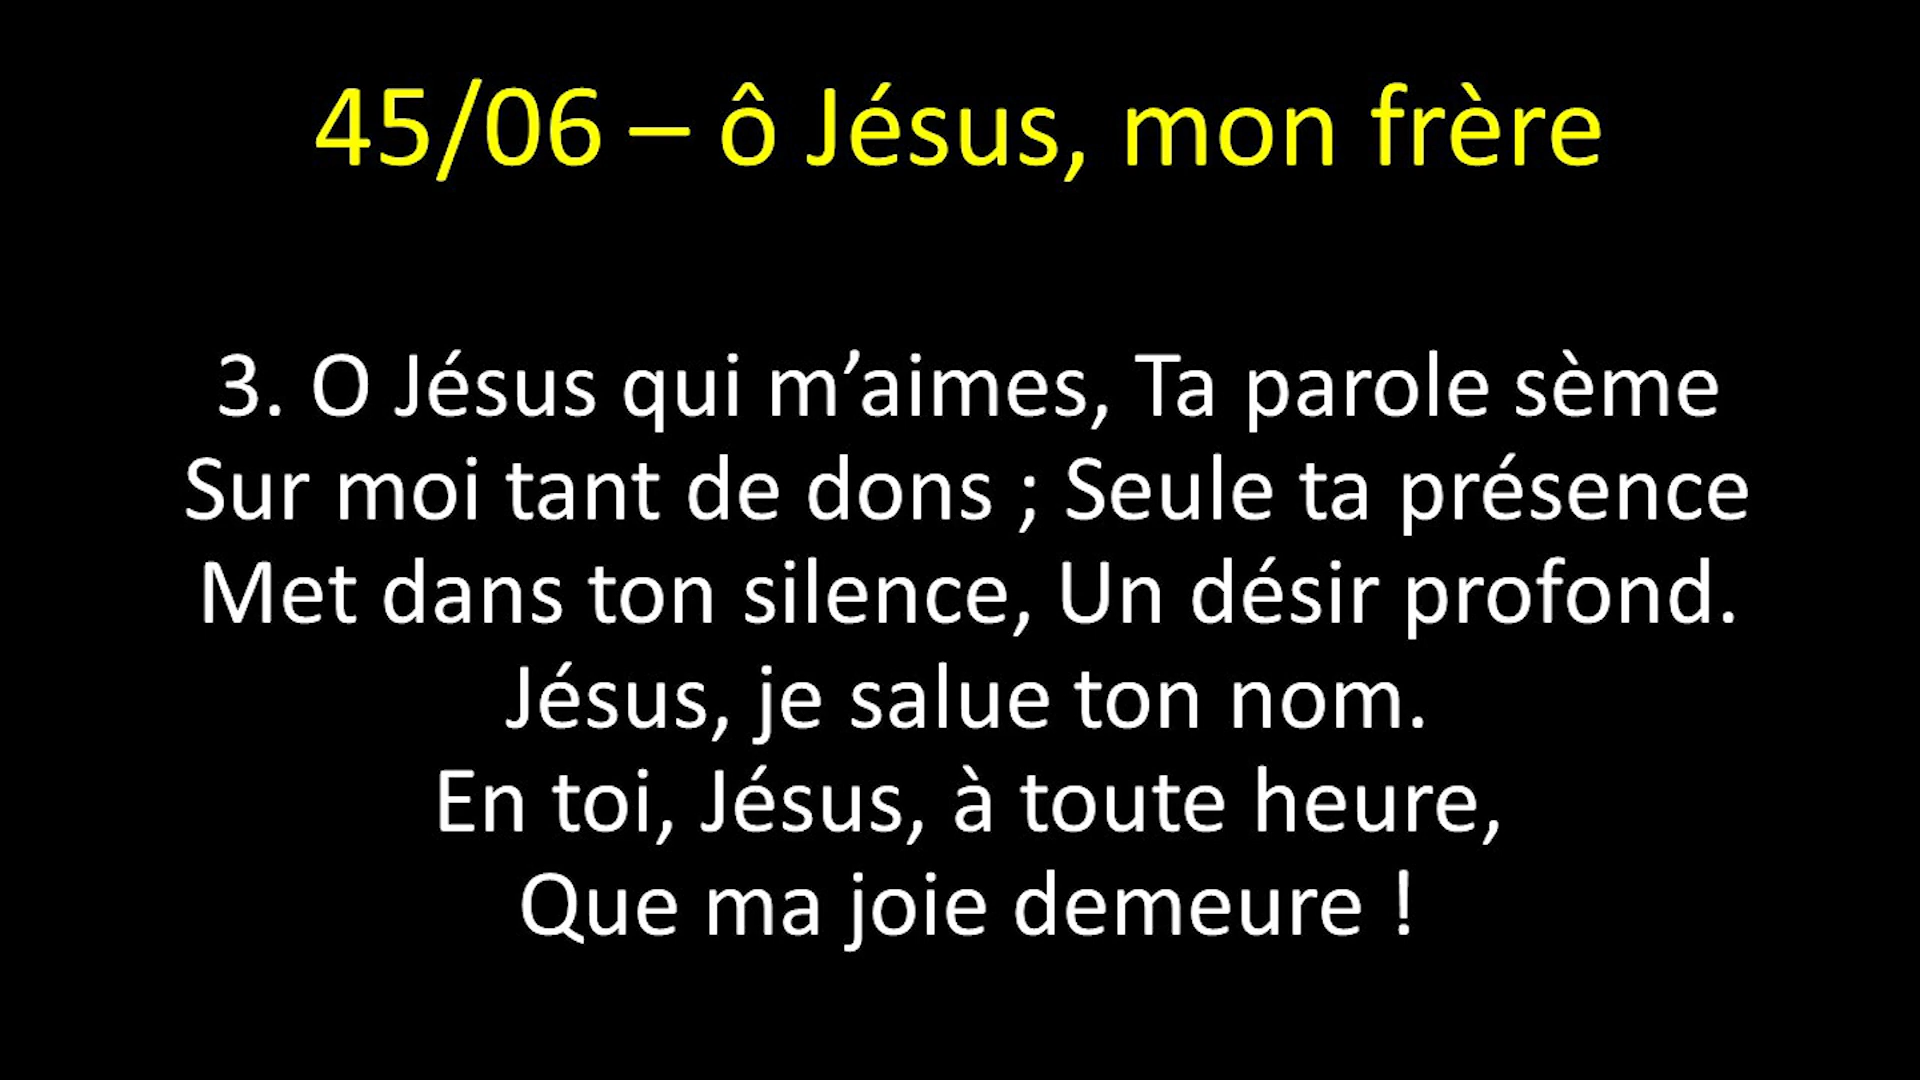 45/06 – ô Jésus, mon frère
3. O Jésus qui m’aimes, Ta parole sème
Sur moi tant de dons ; Seule ta présence
Met dans ton silence, Un désir profond.
Jésus, je salue ton nom.
En toi, Jésus, à toute heure,
Que ma joie demeure !